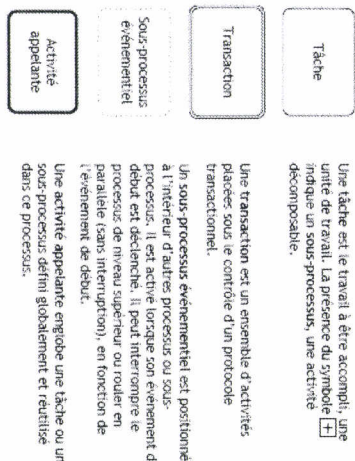 Tâche
Une tâche est le travail à être accompli, une
unité de travail. La présence du symbole +
indique un sous-processus, une activité
décomposable.
Transaction
Une transaction est un ensemble d'activités
placées sous le contrôle d'un protocole
transactionnel.
Sous-processus
événementiel
Un sous-processus événementiel est positionné
à l'intérieur d'autres processus ou sous-
processus. Il est activé lorsque son événement d
début est déclenché. Il peut interrompre le
processus de niveau supérieur ou rouler en
parallèle (sans interruption), en fonction de
l'événement de début.
Activité
appelante
Une activité appelante englobe une tâche ou un
sous-processus défini globalement et réutilisé
dans ce processus.